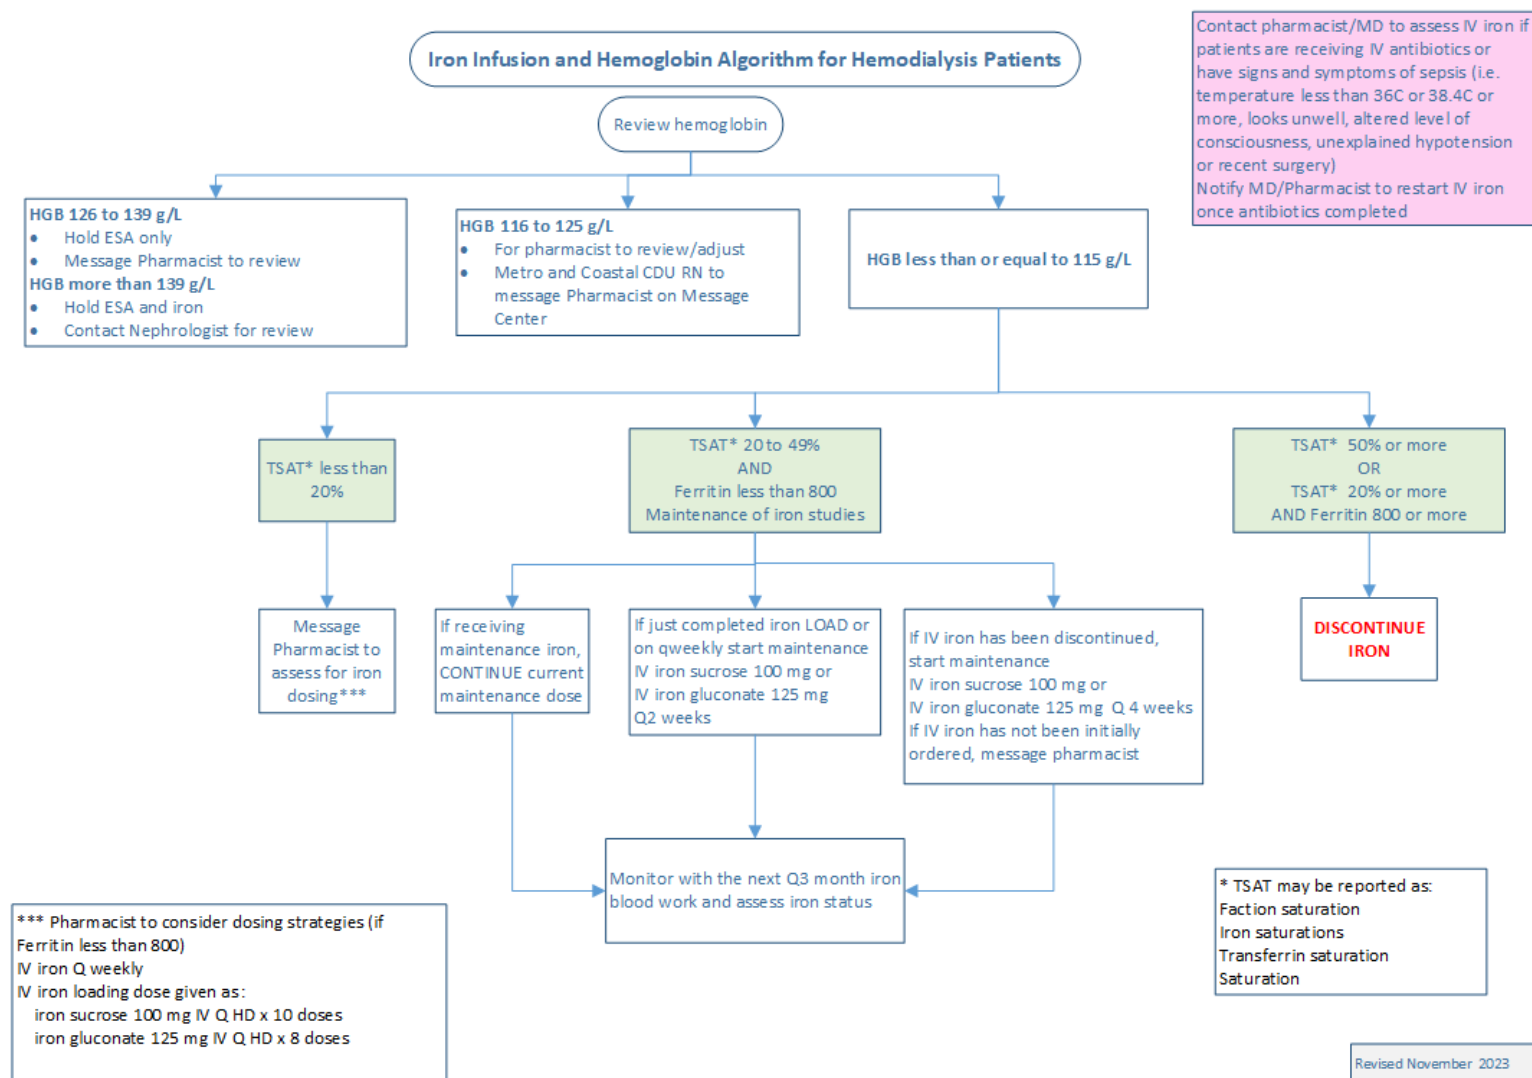 Iron Infusion and Hemoglobin Algorithm for Hemodialysis Patients
Contact pharmacist/MD to assess IV iron if
patients are receiving IV antibiotics or
have signs and symptoms of sepsis (i.e.
temperature less than 36C or 38.4C or
more, looks unwell, altered level of
consciousness, unexplained hypotension
or recent surgery)
Notify MD/Pharmacist to restart IV iron
once antibiotics completed
Review hemoglobin
HGB 126 to 139 g/L
• Hold ESA only
• Message Pharmacist to review
HGB more than 139 g/L
• Hold ESA and iron
• Contact Nephrologist for review
HGB 116 to 125 g/L
• For pharmacist to review/adjust
• Metro and Coastal CDU RN to
message Pharmacist on Message
Center
HGB less than or equal to 115 g/L
TSAT* less than
20%
TSAT* 20 to 49%
AND
Ferritin less than 800
Maintenance of iron studies
TSAT* 50% or more
OR
TSAT* 20% or more
AND Ferritin 800 or more
Message
Pharmacist to
assess for iron
dosing***
If receiving
maintenance iron,
CONTINUE current
maintenance dose
If just completed iron LOAD or
on qweekly start maintenance
IV iron sucrose 100 mg or
IV iron gluconate 125 mg
Q2 weeks
If IV iron has been discontinued,
start maintenance
IV iron sucrose 100 mg or
IV iron gluconate 125 mg Q 4 weeks
If IV iron has not been initially
ordered, message pharmacist
DISCONTINUE
IRON
Monitor with the next Q3 month iron
blood work and assess iron status
*** Pharmacist to consider dosing strategies (if
Ferritin less than 800)
IV iron Q weekly
IV iron loading dose given as:
iron sucrose 100 mg IV Q HD x 10 doses
iron gluconate 125 mg IV Q HD x 8 doses
* TSAT may be reported as:
Faction saturation
Iron saturations
Transferrin saturation
Saturation
Revised November 2023